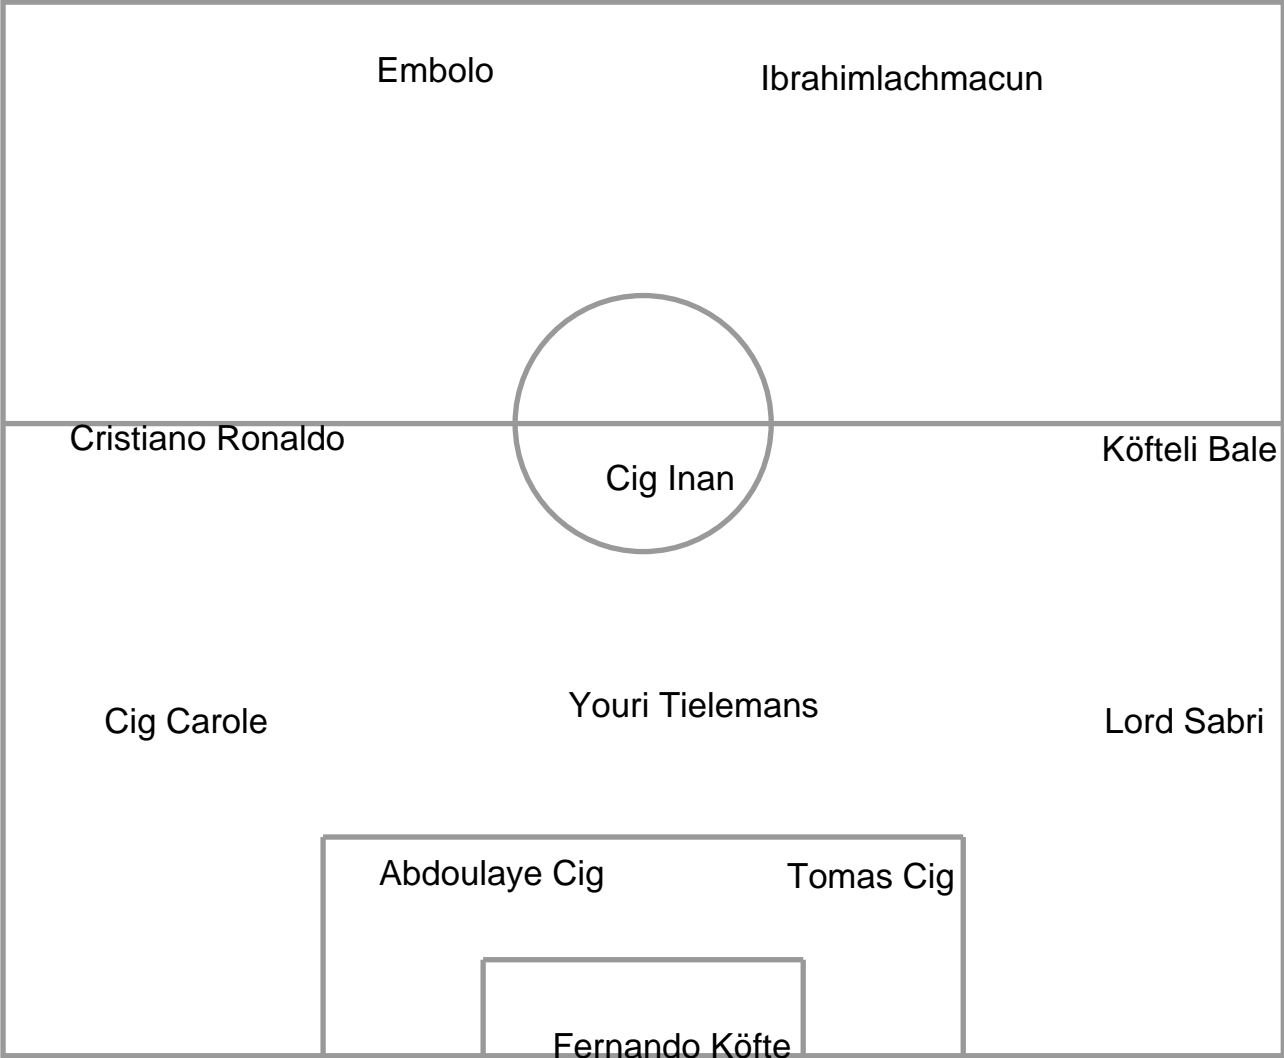 Embolo
Ibrahimlachmacun
Cristiano Ronaldo
Köfteli Bale
Cig Inan
Youri Tielemans
Cig Carole
Lord Sabri
Abdoulaye Cig
Tomas Cig
Fernando Köfte